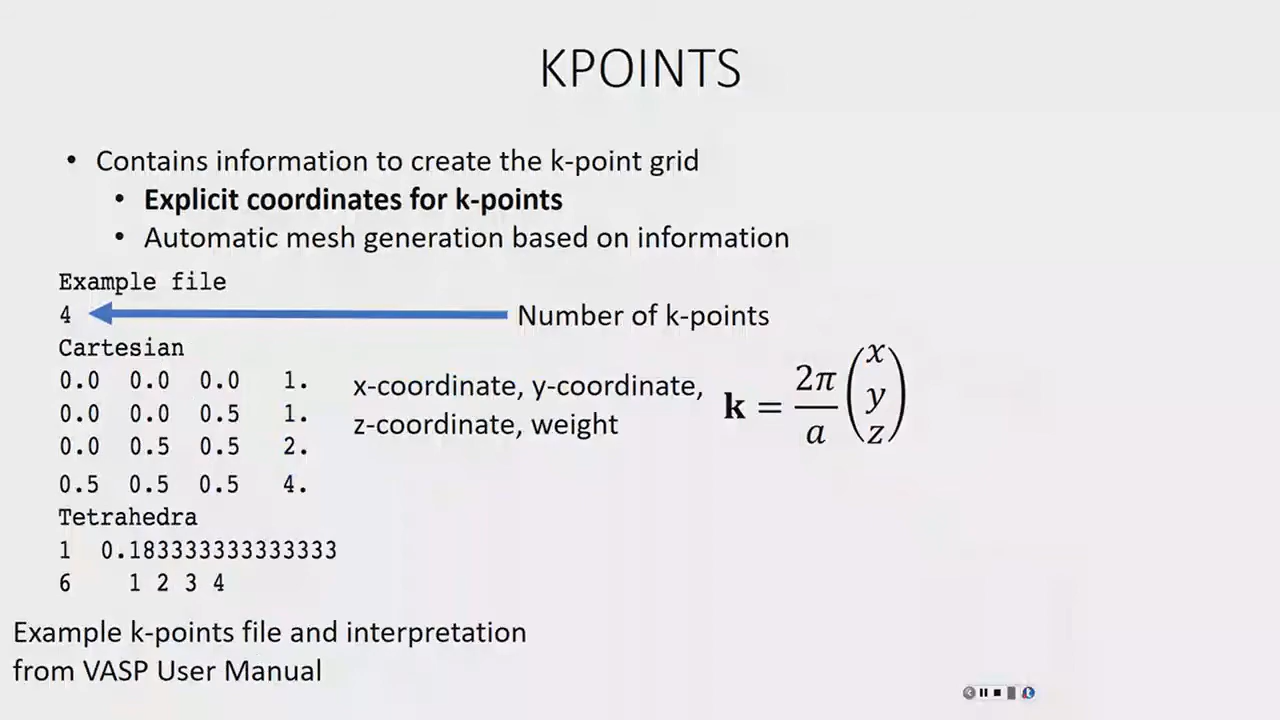 KPOINTS
• Contains information to create the k-point grid
• Explicit coordinates for k-points
• Automatic mesh generation based on information
Example file
4
Number of k-points
Cartesian
0.0 0.0 0.0 1.
0.0 0.0 0.5 1.
0.0 0.5 0.5 2.
0.5 0.5 0.5 4.
x-coordinate, y-coordinate,
z-coordinate, weight
k = 2π/a (x y z)
Tetrahedra
1 0.183333333333333
6 1 2 3 4
Example k-points file and interpretation
from VASP User Manual